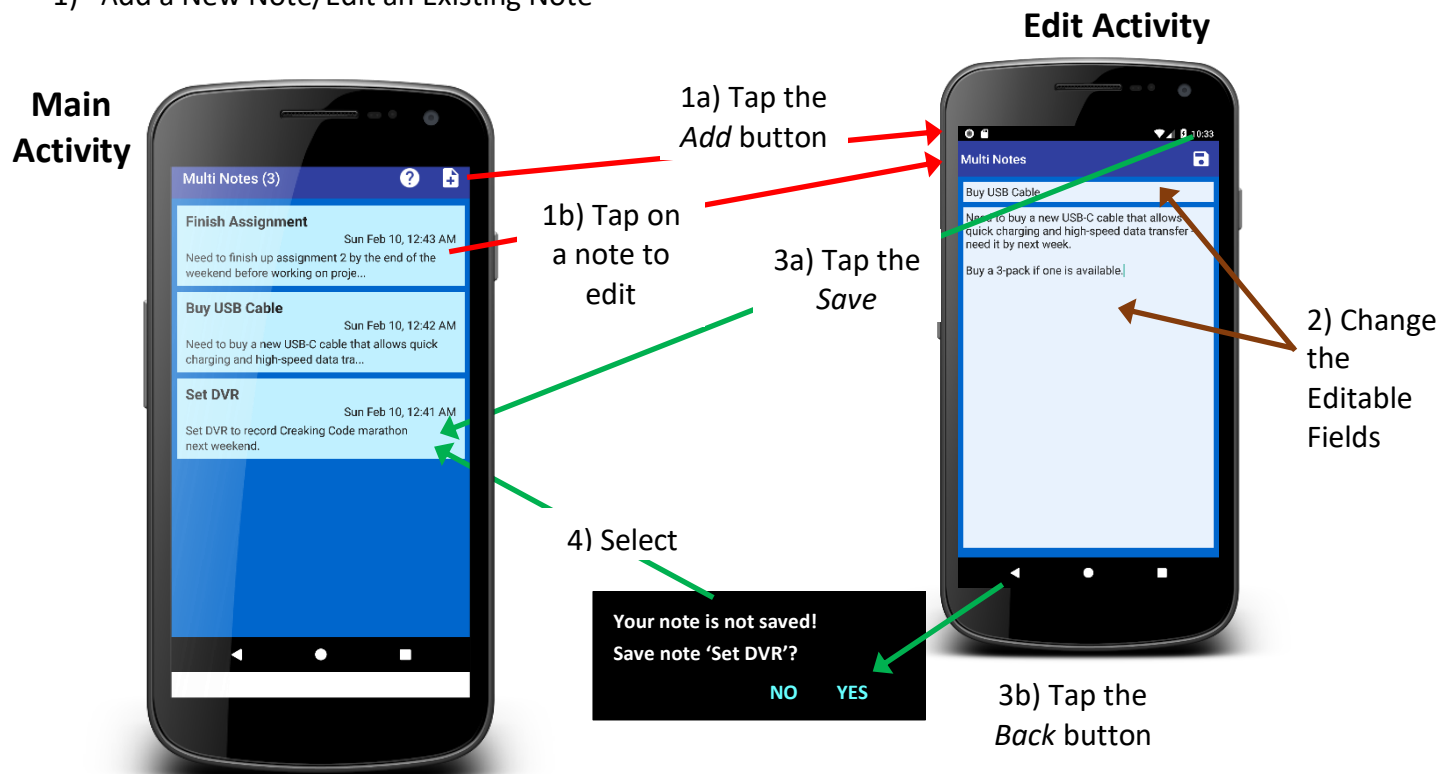 1) Add a New Note/Edit an Existing Note
Edit Activity
Main
Activity
1a) Tap the
Add button
Multi Notes (3)
Finish Assignment
Sun Feb 10, 12:43 AM
Need to finish up assignment 2 by the end of the
weekend before working on proje...
Buy USB Cable
Sun Feb 10, 12:42 AM
Need to buy a new USB-C cable that allows quick
charging and high-speed data tra...
Set DVR
Sun Feb 10, 12:41 AM
Set DVR to record Creaking Code marathon
next weekend.
1b) Tap on
a note to
edit
3a) Tap the
Save
10:33
Multi Notes
Buy USB Cable
Need to buy a new USB-C cable that allows
quick charging and high-speed data transfer -
need it by next week.
Buy a 3-pack if one is available.
2) Change
the
Editable
Fields
4) Select
Your note is not saved!
Save note ‘Set DVR’?
NO YES
3b) Tap the
Back button